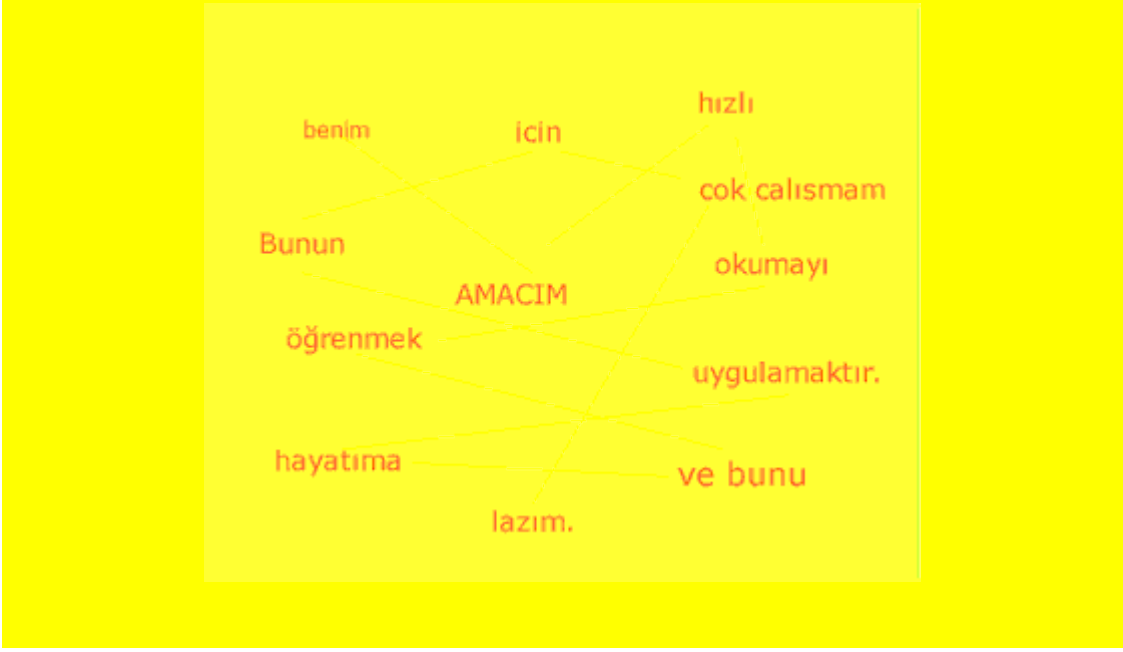 hızlı
benim
icin
cok calısmam
Bunun
okumayı
AMACIM
öğrenmek
uygulamaktır.
hayatıma
ve bunu
lazım.